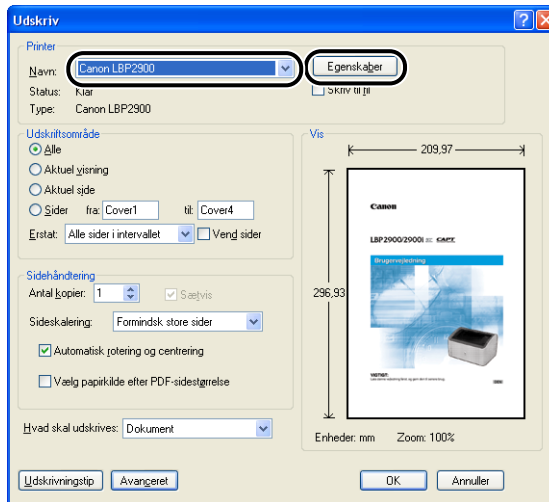 Udskriv
Printer
Navn: Canon LBP2900 Egenskaber
Status: Klar Skriv til fil
Type: Canon LBP2900
Udskriftsområde
Alle
Aktuel visning
Aktuel side
Sider fra: Cover1 til: Cover4
Erstat: Alle sider i intervallet Vend sider
Sidehåndtering
Antal kopier: 1 Sætvis
Sideskalering: Formindsk store sider
Automatisk rotering og centrering
Vælg papirkilde efter PDF-sidestørrelse
Hvad skal udskrives: Dokument
Vis
209,97
296,93
Canon
LBP2900/2900i CAPT
Brugervejledning
Enheder: mm Zoom: 100%
Udskrivningstip Avanceret OK Annuller